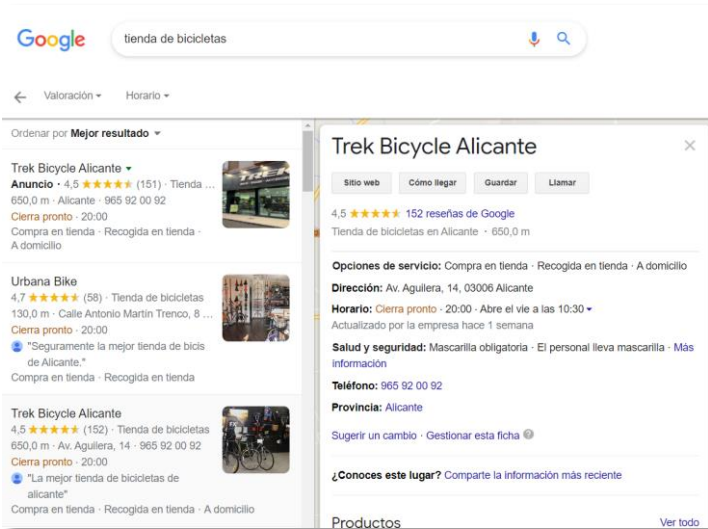 Google
tienda de bicicletas
Valoración
Horario
Ordenar por Mejor resultado
Trek Bicycle Alicante
Anuncio · 4,5 (151) · Tienda ...
650,0 m · Alicante · 965 92 00 92
Cierra pronto · 20:00
Compra en tienda · Recogida en tienda ·
A domicilio
Urbana Bike
4,7 (58) · Tienda de bicicletas
130,0 m · Calle Antonio Martín Trenco, 8 ...
Cierra pronto · 20:00
"Seguramente la mejor tienda de bicis
de Alicante."
Compra en tienda · Recogida en tienda
Trek Bicycle Alicante
4,5 (152) · Tienda de bicicletas
650,0 m · Av. Aguilera, 14 · 965 92 00 92
Cierra pronto · 20:00
"La mejor tienda de bicicletas de
alicante"
Compra en tienda · Recogida en tienda · A domicilio
Trek Bicycle Alicante
Sitio web
Cómo llegar
Guardar
Llamar
4,5 152 reseñas de Google
Tienda de bicicletas en Alicante · 650,0 m
Opciones de servicio: Compra en tienda · Recogida en tienda · A domicilio
Dirección: Av. Aguilera, 14, 03006 Alicante
Horario: Cierra pronto · 20:00 · Abre el vie a las 10:30
Actualizado por la empresa hace 1 semana
Salud y seguridad: Mascarilla obligatoria · El personal lleva mascarilla · Más
información
Teléfono: 965 92 00 92
Provincia: Alicante
Sugerir un cambio · Gestionar esta ficha
¿Conoces este lugar? Comparte la información más reciente
Productos
Ver todo